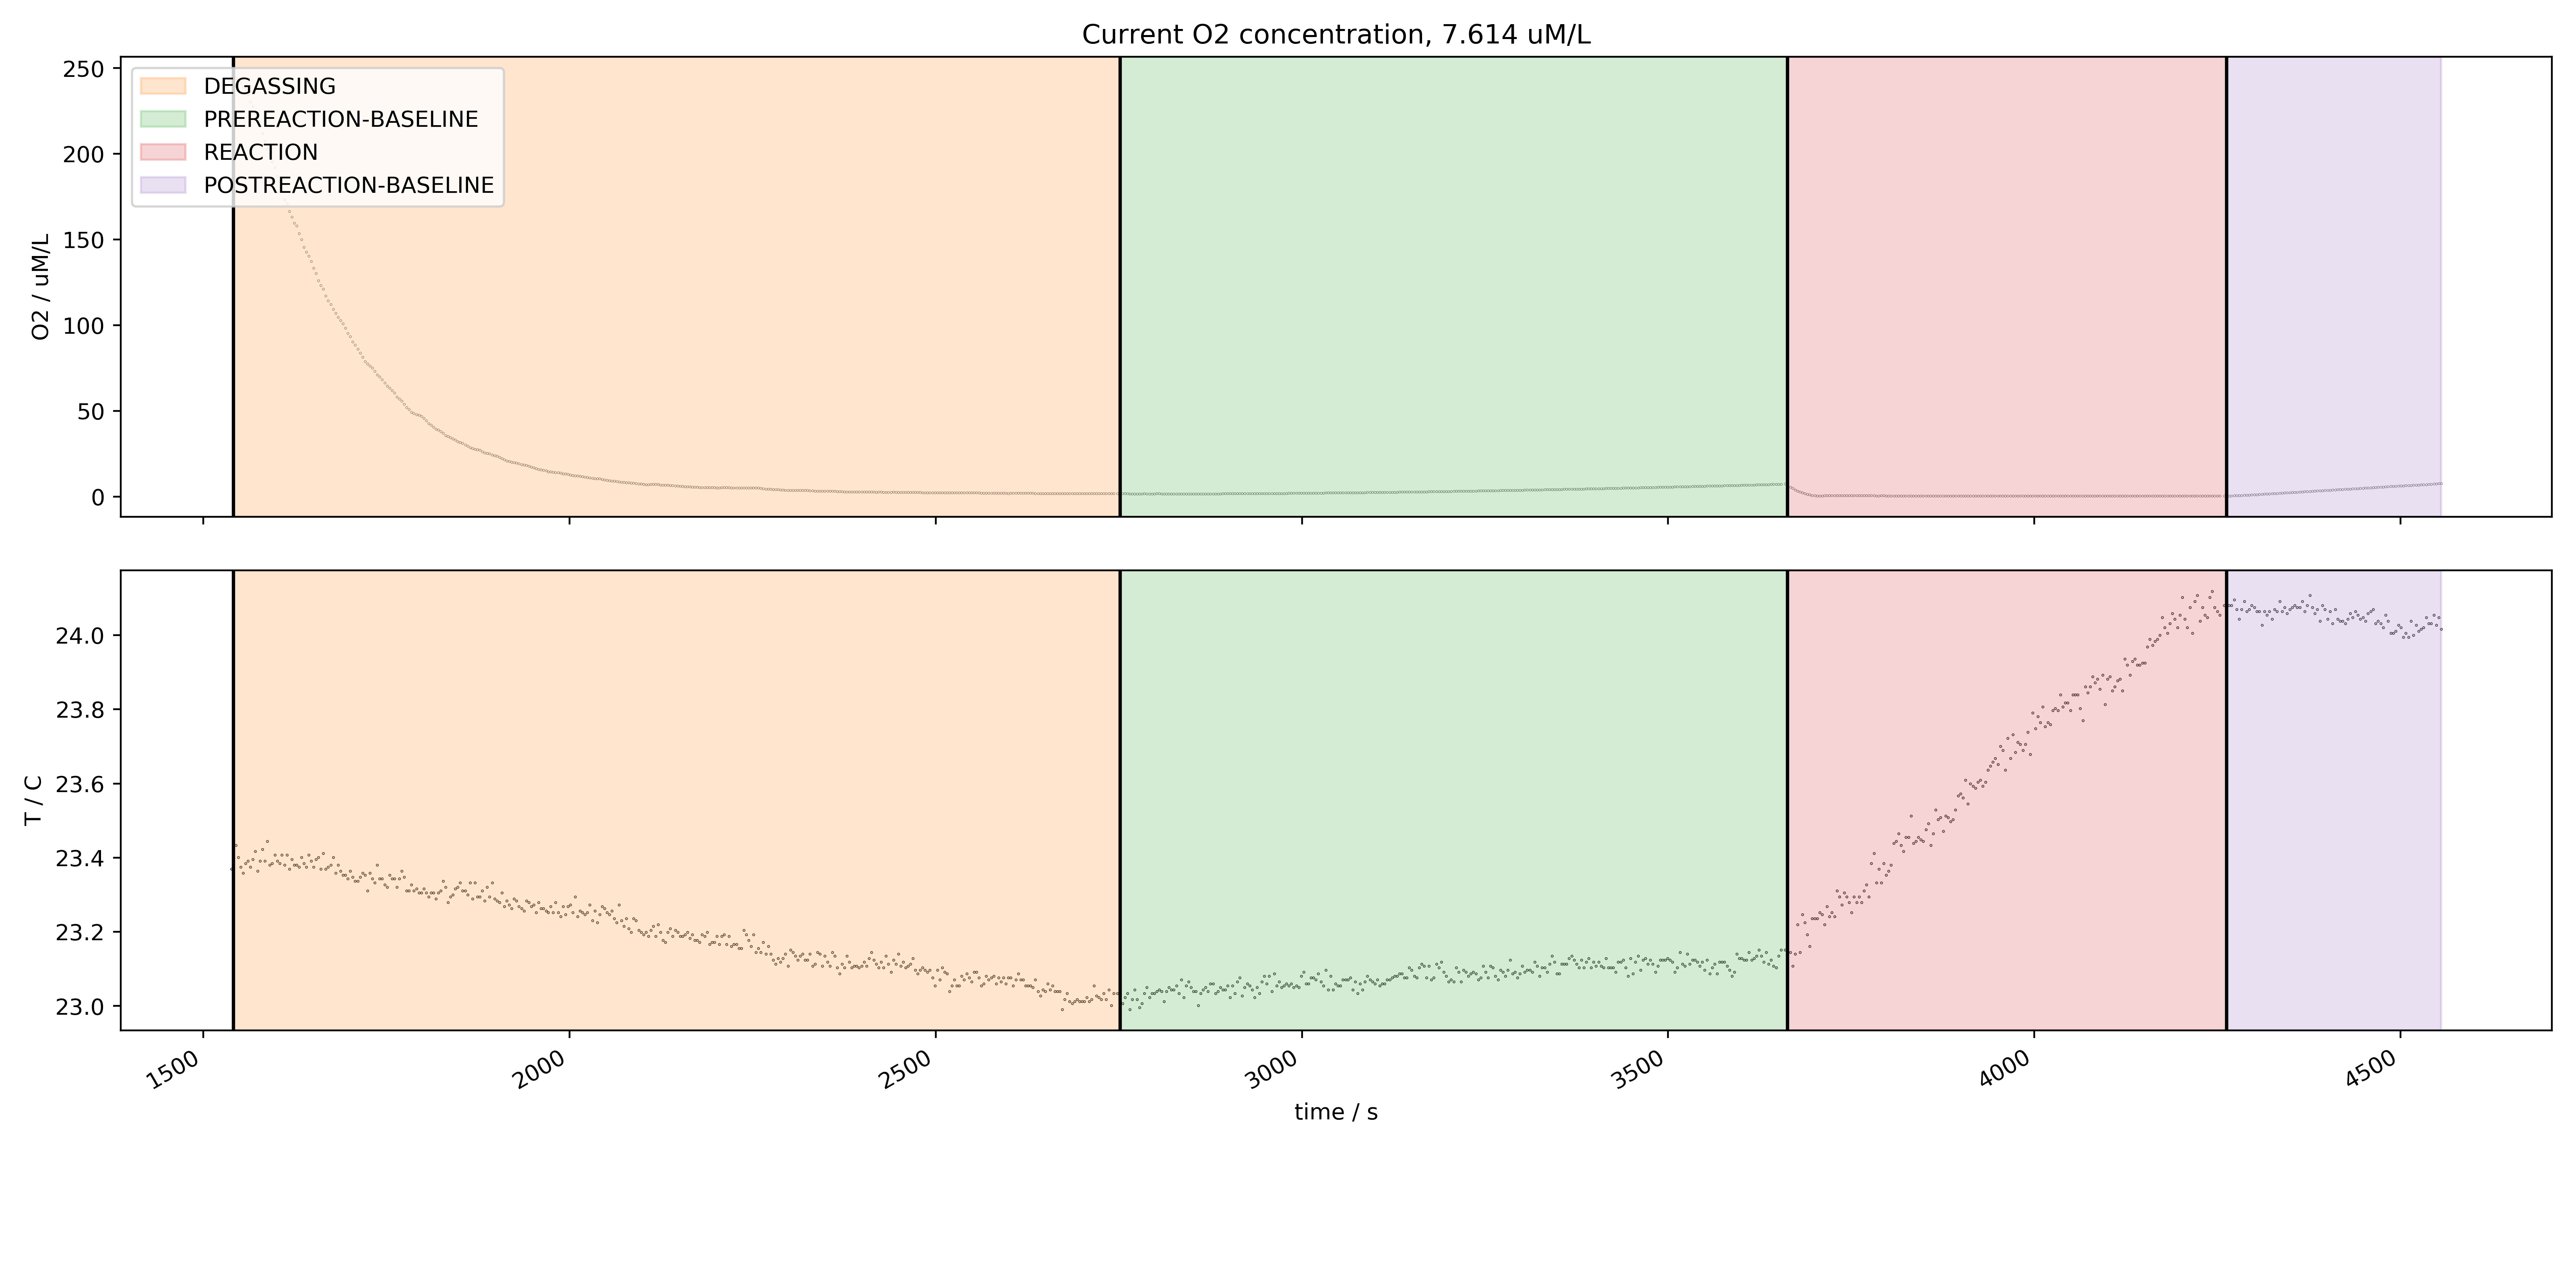 Current O2 concentration, 7.614 uM/L
250
200
150
100
50
0
O2 / uM/L
DEGASSING
PREREACTION-BASELINE
REACTION
POSTREACTION-BASELINE
24.0
23.8
23.6
23.4
23.2
23.0
T / C
1500
2000
2500
3000
3500
4000
4500
time / s